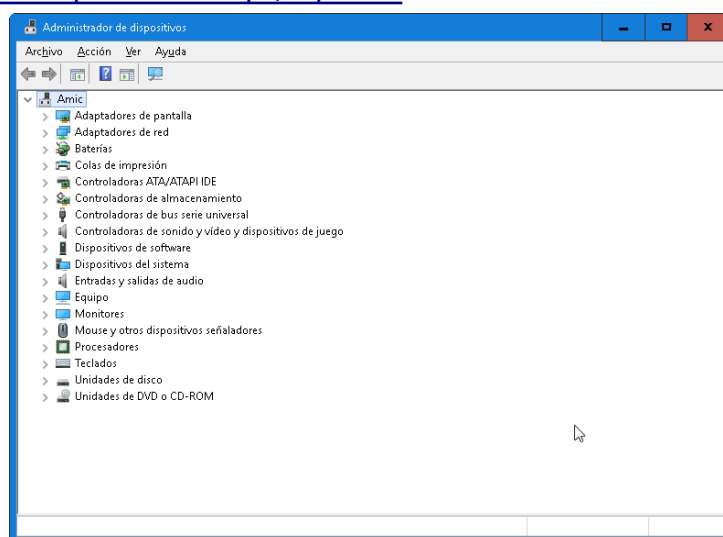 Administrador de dispositivos
Archivo Acción Ver Ayuda
Amic
Adaptadores de pantalla
Adaptadores de red
Baterías
Colas de impresión
Controladoras ATA/ATAPI IDE
Controladoras de almacenamiento
Controladoras de bus serie universal
Controladoras de sonido y vídeo y dispositivos de juego
Dispositivos de software
Dispositivos del sistema
Entradas y salidas de audio
Equipo
Monitores
Mouse y otros dispositivos señaladores
Procesadores
Teclados
Unidades de disco
Unidades de DVD o CD-ROM